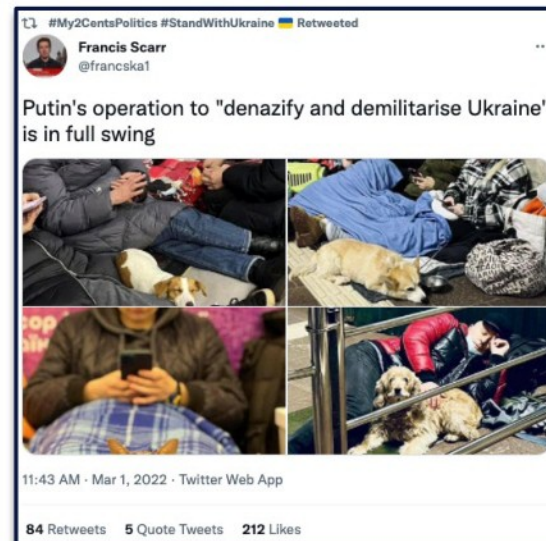 #My2CentsPolitics #StandWithUkraine 🇺🇦 Retweeted
Francis Scarr
@francska1
Putin's operation to "denazify and demilitarise Ukraine"
is in full swing
11:43 AM · Mar 1, 2022 · Twitter Web App
84 Retweets 5 Quote Tweets 212 Likes